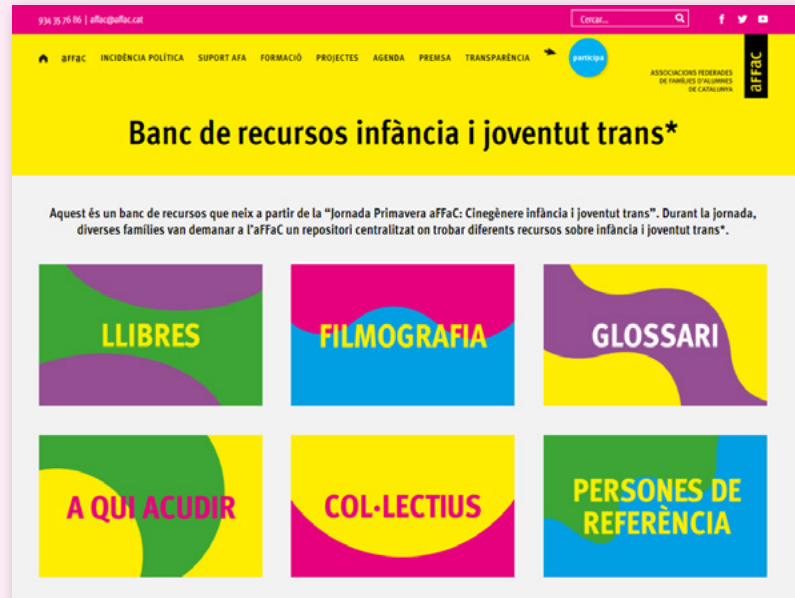 934 35 76 86 | affac@affac.cat
Cercar...
aFFaC INCIDÈNCIA POLÍTICA SUPORT AFA FORMACIÓ PROJECTES AGENDA PREMSA TRANSPARÈNCIA participa
ASSOCIACIONS FEDERADES
DE FAMÍLIES D'ALUMNES
DE CATALUNYA
aFFaC
Banc de recursos infància i joventut trans*
Aquest és un banc de recursos que neix a partir de la “Jornada Primavera aFFaC: Cinegènere infància i joventut trans”. Durant la jornada,
diverses famílies van demanar a l'aFFaC un repositori centralitzat on trobar diferents recursos sobre infància i joventut trans*.
LLIBRES
FILMOGRAFIA
GLOSSARI
A QUI ACUDIR
COL·LECTIUS
PERSONES DE
REFERÈNCIA